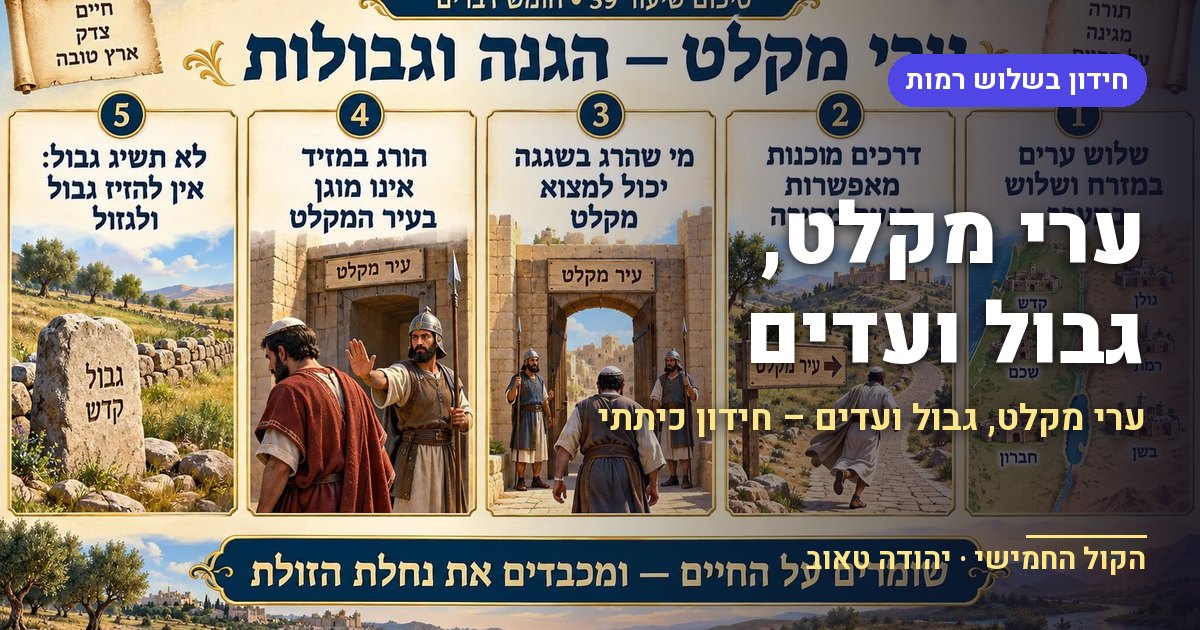 סיכום שיעור 39 • חומש דברים
חיים
צדק
ארץ טובה
תורה
מגינה
ערי מקלט – הגנה וגבולות
חידון בשלוש רמות
1
שלוש ערים
במזרח ושלוש
2
דרכים מוכנות
מאפשרות
3
מי שהרג בשגגה
יכול למצוא
מקלט
4
הורג במזיד
אינו מוגן
בעיר המקלט
5
לא תשיג גבול:
אין להזיז גבול
ולגזול
ערי מקלט,
גבול ועדים
ערי מקלט, גבול ועדים – חידון כיתתי
קדש
גולן
שכם
רמת
חברון
בשן
עיר מקלט
עיר מקלט
עיר מקלט
גבול
קדש
שומרים על החיים – ומכבדים את נחלת הזולת
הקול החמישי · יהודה טאוב